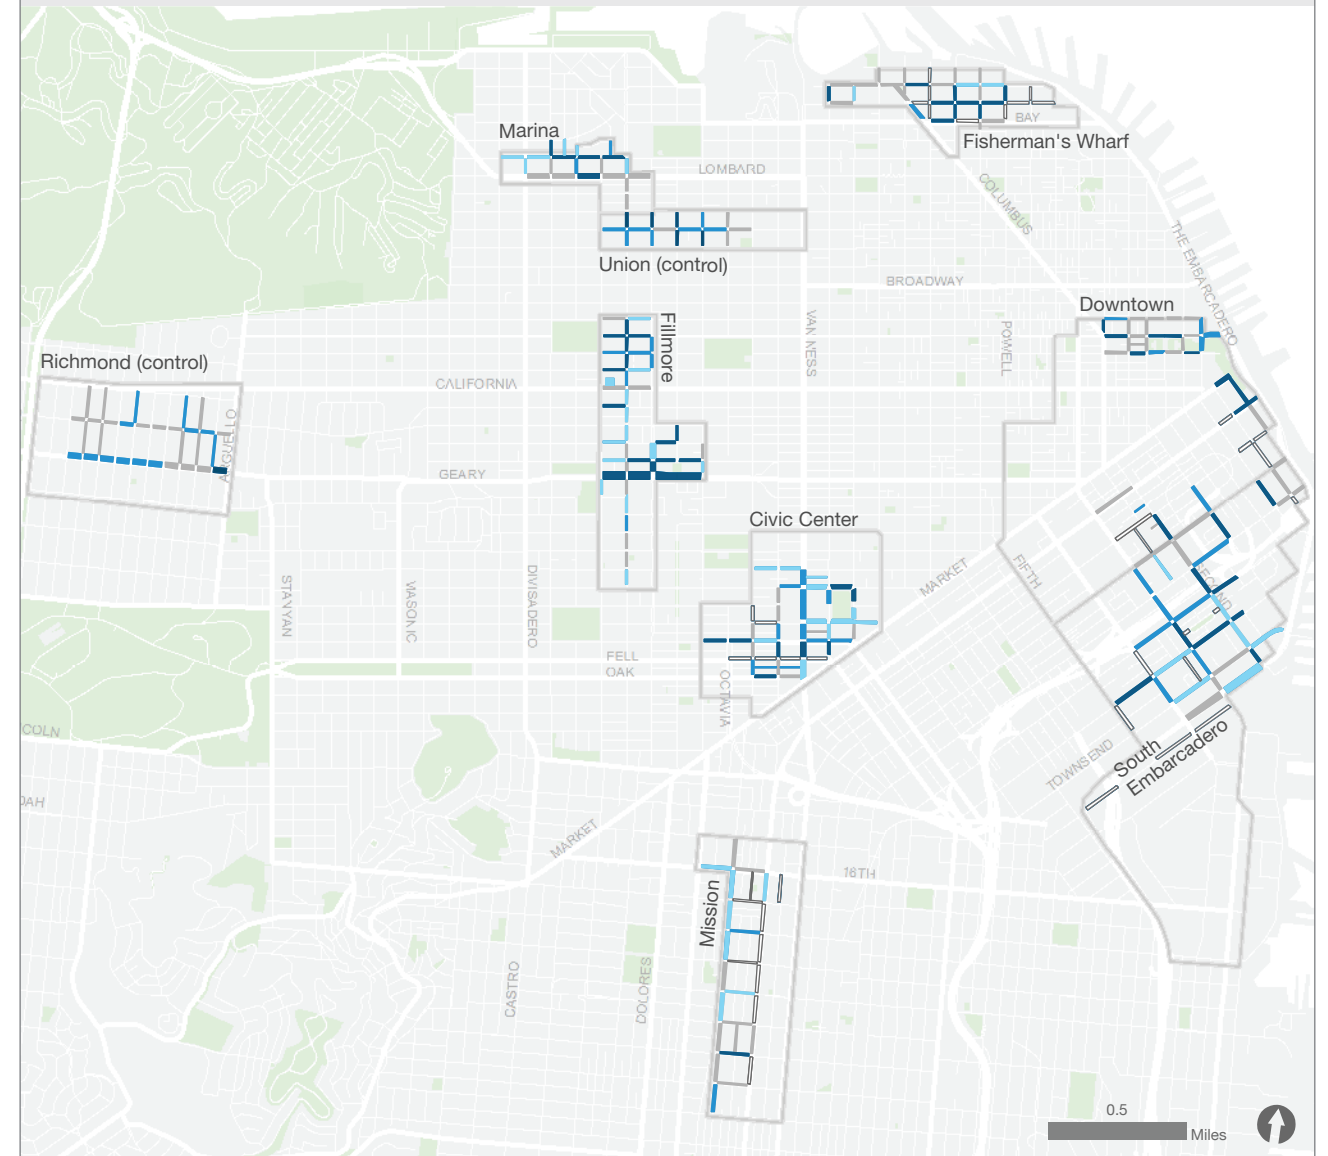 Marina
BAY
Fisherman's Wharf
LOMBARD
COLUMBUS
THE EMBARCADERO
Union (control)
BROADWAY
Downtown
VAN NESS
POWELL
Fillmore
Richmond (control)
CALIFORNIA
ARGUELLO
GEARY
Civic Center
MARKET
FIFTH
SECOND
STANYAN
MASONIC
DIVISADERO
FELL
OAK
OCTAVIA
COLN
TOWNSEND
South
Embarcadero
OAH
MARKET
16TH
Mission
CASTRO
DOLORES
0.5
Miles